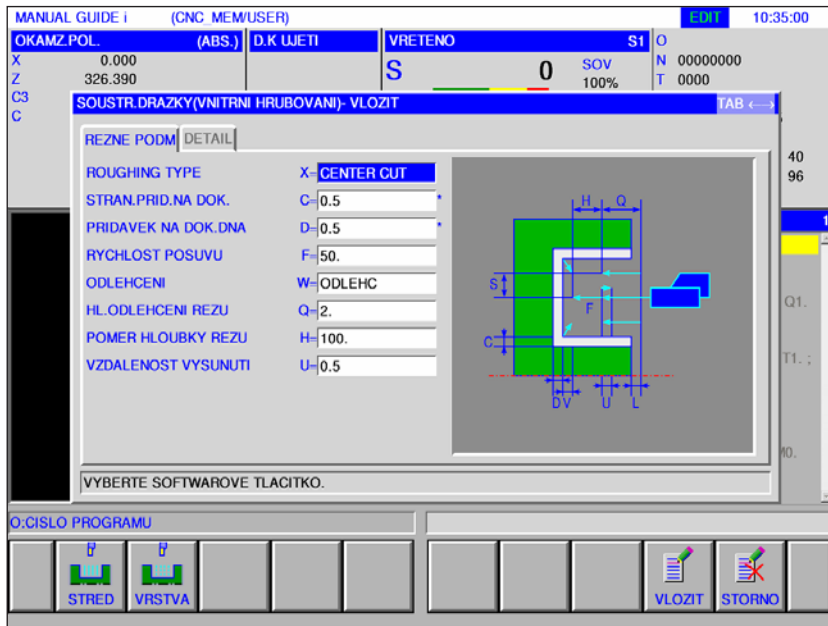 MANUAL GUIDE i (CNC_MEM/USER) EDIT 10:35:00
OKAMZ.POL. (ABS.) D.K UJETI VRETENO S1 O
X 0.000 S 0 SOV N 00000000
Z 326.390 100% T 0000
C3
C
SOUSTR.DRAZKY(VNITRNI HRUBOVANI)- VLOZIT TAB ←→
REZNE PODM DETAIL
40
96
ROUGHING TYPE X= CENTER CUT
STRAN.PRID.NA DOK. C= 0.5 *
PRIDAVEK NA DOK.DNA D= 0.5 *
RYCHLOST POSUVU F= 50.
ODLEHCENI W= ODLEHC
HL.ODLEHCENI REZU Q= 2.
POMER HLOUBKY REZU H= 100.
VZDALENOST VYSUNUTI U= 0.5
H Q
S
F
C
D V U L
1
Q1.
T1. ;
M0.
VYBERTE SOFTWAROVE TLACITKO.
O:CISLO PROGRAMU
STRED VRSTVA VLOZIT STORNO